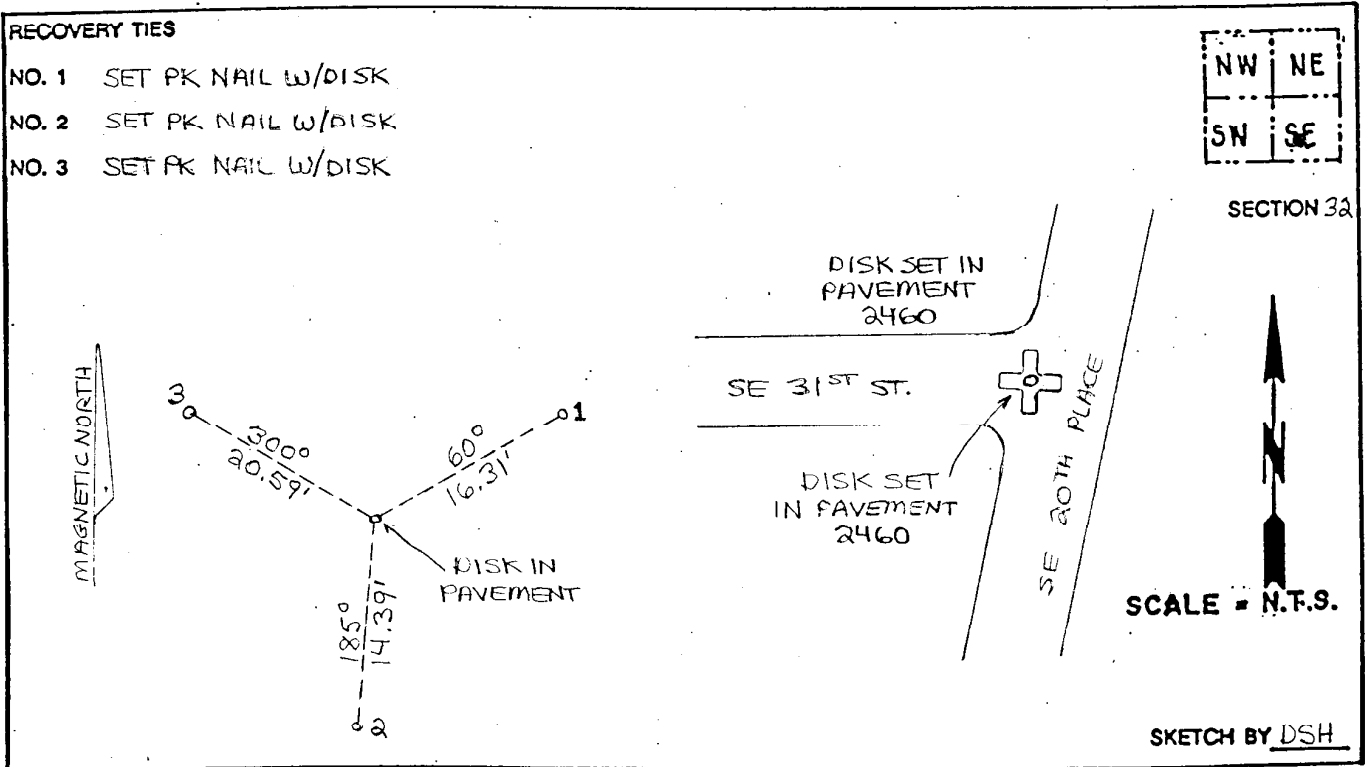 RECOVERY TIES
NO. 1 SET PK NAIL W/DISK
NO. 2 SET PK NAIL W/DISK
NO. 3 SET PK NAIL W/DISK
NW NE
SW SE
SECTION 32
DISK SET IN
PAVEMENT
2460
SE 31ST ST.
SE 20TH PLACE
DISK SET
IN PAVEMENT
2460
MAGNETIC NORTH
3
300°
20.59'
1
60°
16.31'
DISK IN
PAVEMENT
185°
14.39'
2
N
SCALE = N.T.S.
SKETCH BY DSH